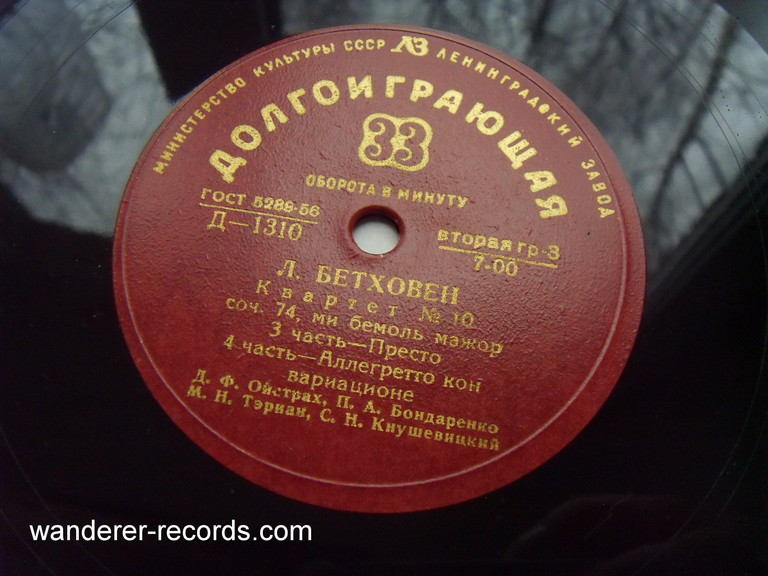 МИНИСТЕРСТВО КУЛЬТУРЫ СССР ЛЗ ЛЕНИНГРАДСКИЙ ЗАВОД
ДОЛГОИГРАЮЩАЯ
33
ОБОРОТА В МИНУТУ
ГОСТ 5289-56
Д—1310
Вторая гр-3
7-00
Л. БЕТХОВЕН
Квартет № 10
соч. 74, ми бемоль мажор
3 часть—Престо
4 часть—Аллегретто кон
вариационе
Д. Ф. Ойстрах, П. А. Бондаренко
М. Н. Тэриан, С. Н. Кнушевицкий
wanderer-records.com